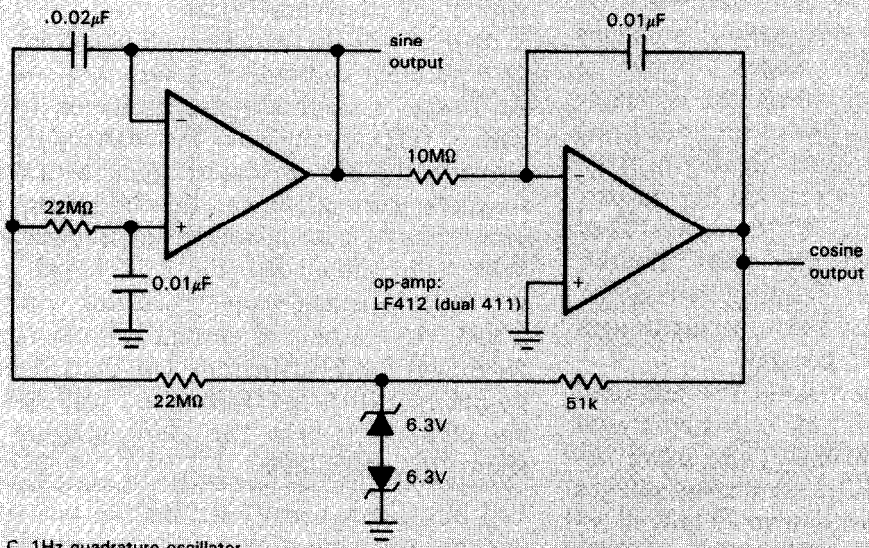 .0.02µF
sine
output
0.01µF
10MΩ
22MΩ
−
+
−
+
0.01µF
op-amp:
LF412 (dual 411)
cosine
output
22MΩ
51k
6.3V
6.3V
C. 1Hz quadrature oscillator